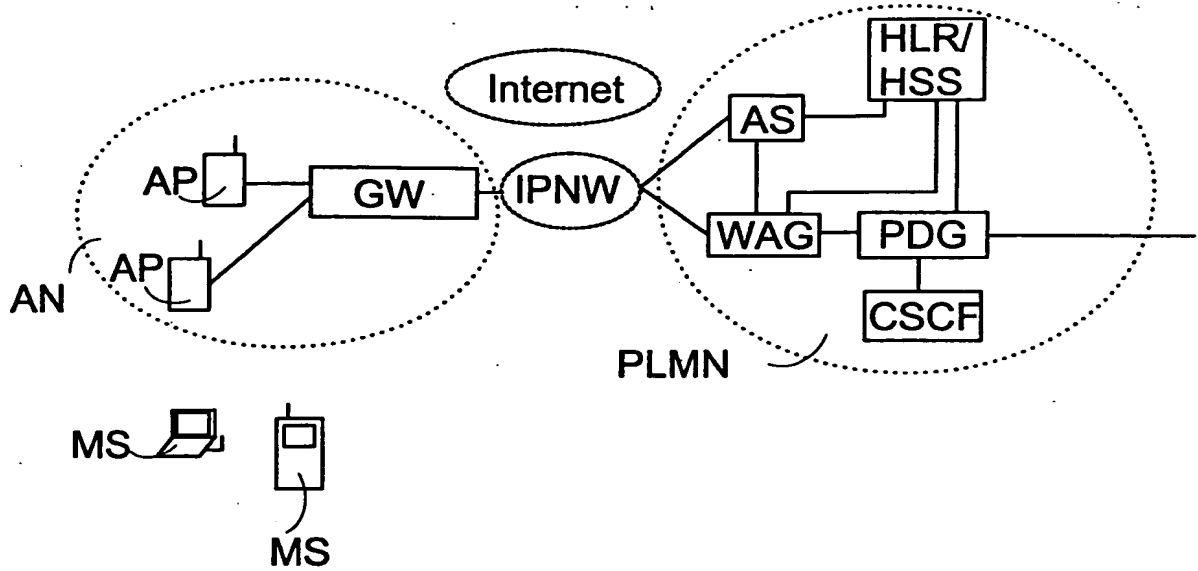 HLR/
HSS
Internet
AS
AP
GW
IPNW
WAG
PDG
AP
AN
CSCF
PLMN
MS
MS